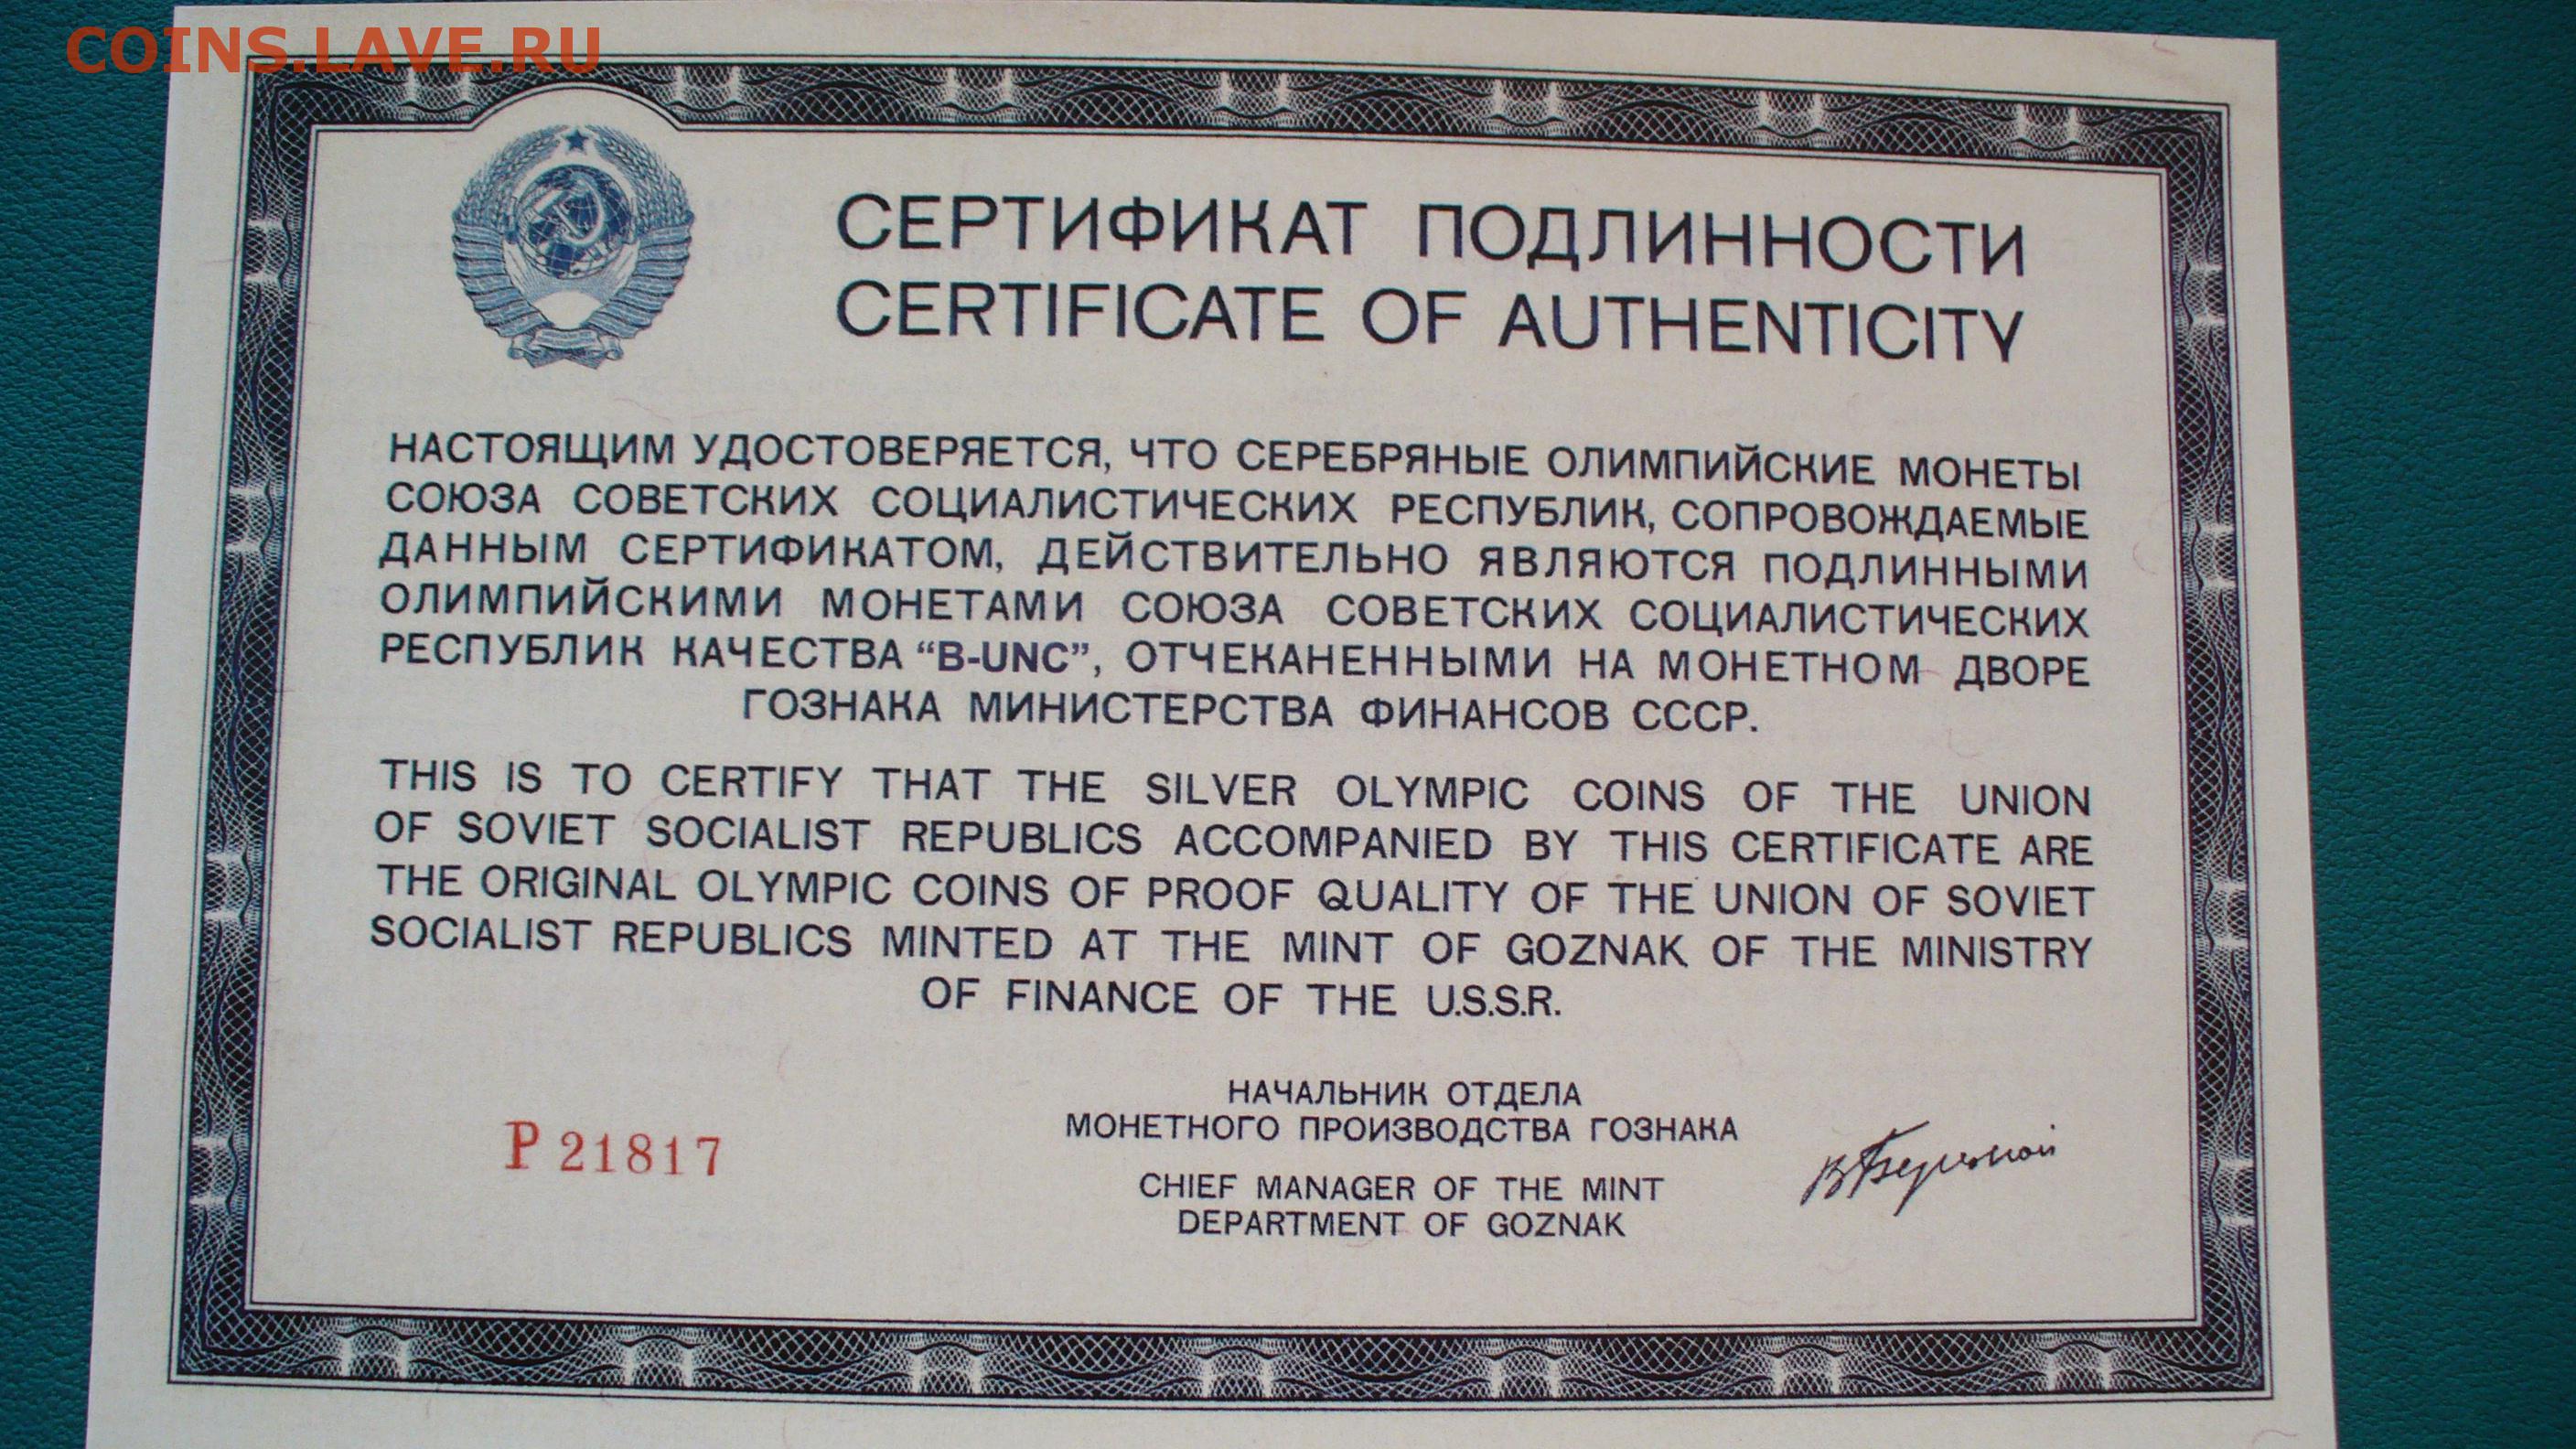 COINS.LAVE.RU
СЕРТИФИКАТ ПОДЛИННОСТИ
CERTIFICATE OF AUTHENTICITY
НАСТОЯЩИМ УДОСТОВЕРЯЕТСЯ, ЧТО СЕРЕБРЯНЫЕ ОЛИМПИЙСКИЕ МОНЕТЫ
СОЮЗА СОВЕТСКИХ СОЦИАЛИСТИЧЕСКИХ РЕСПУБЛИК, СОПРОВОЖДАЕМЫЕ
ДАННЫМ СЕРТИФИКАТОМ, ДЕЙСТВИТЕЛЬНО ЯВЛЯЮТСЯ ПОДЛИННЫМИ
ОЛИМПИЙСКИМИ МОНЕТАМИ СОЮЗА СОВЕТСКИХ СОЦИАЛИСТИЧЕСКИХ
РЕСПУБЛИК КАЧЕСТВА “B-UNC”, ОТЧЕКАНЕННЫМИ НА МОНЕТНОМ ДВОРЕ
ГОЗНАКА МИНИСТЕРСТВА ФИНАНСОВ СССР.
THIS IS TO CERTIFY THAT THE SILVER OLYMPIC COINS OF THE UNION
OF SOVIET SOCIALIST REPUBLICS ACCOMPANIED BY THIS CERTIFICATE ARE
THE ORIGINAL OLYMPIC COINS OF PROOF QUALITY OF THE UNION OF SOVIET
SOCIALIST REPUBLICS MINTED AT THE MINT OF GOZNAK OF THE MINISTRY
OF FINANCE OF THE U.S.S.R.
НАЧАЛЬНИК ОТДЕЛА
МОНЕТНОГО ПРОИЗВОДСТВА ГОЗНАКА
CHIEF MANAGER OF THE MINT
DEPARTMENT OF GOZNAK
P 21817